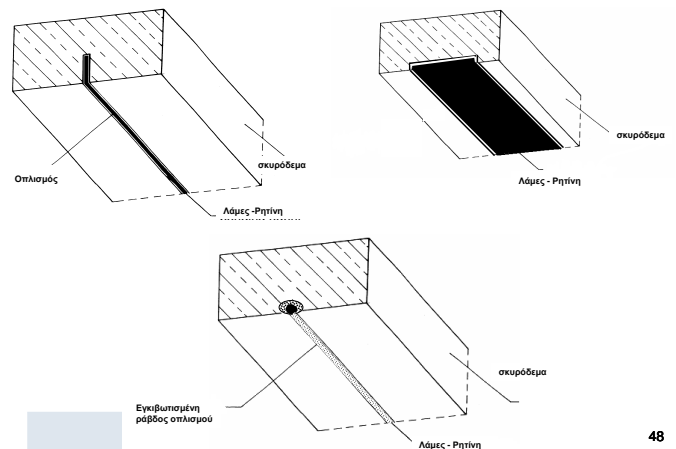 σκυρόδεμα
Οπλισμός
Λάμες -Ρητίνη
σκυρόδεμα
Λάμες - Ρητίνη
σκυρόδεμα
Εγκιβωτισμένη
ράβδος οπλισμού
Λάμες - Ρητίνη
48